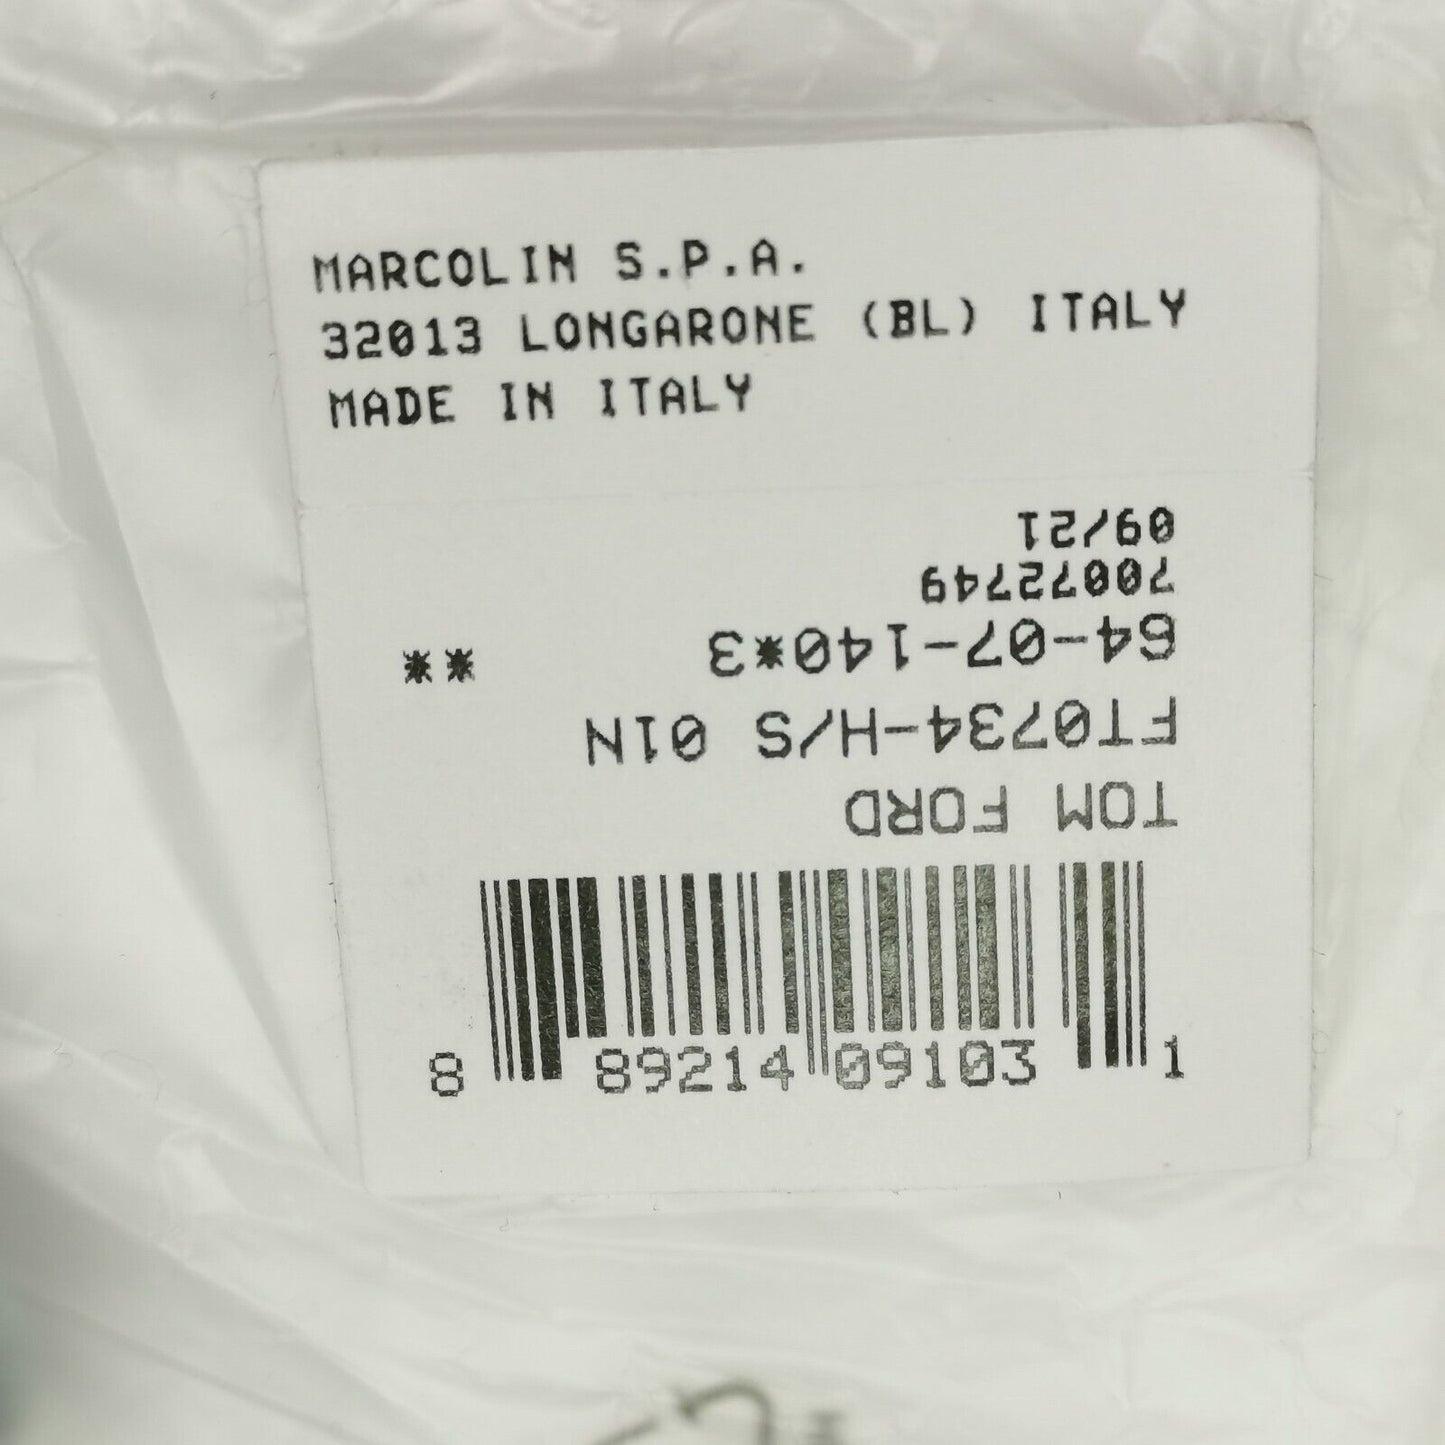 MARCOLIN S.P.A.
32013 LONGARONE (BL) ITALY
MADE IN ITALY
TOM FORD
FT0734-H/S 01N
64-07-140*3 **
70072749
09/21
8 89214 09103 1